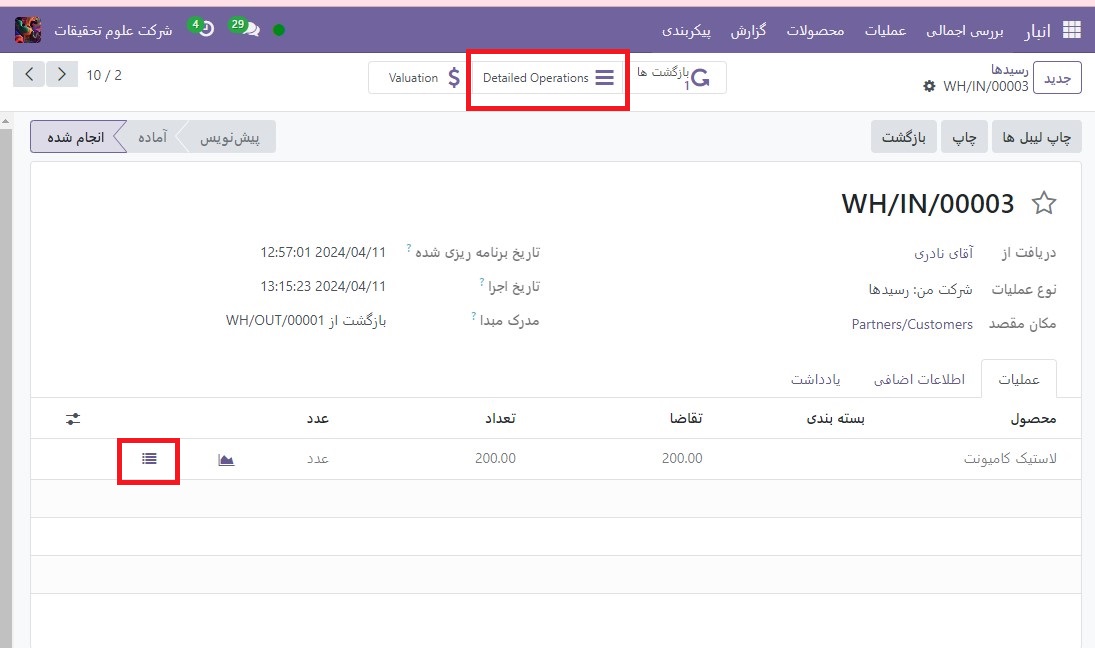 انبار بررسی اجمالی عملیات محصولات گزارش پیکربندی 29 4 شرکت علوم تحقیقات
جدید رسیدها بازگشت ها Detailed Operations Valuation 10 / 2
WH/IN/00003 1
چاپ لیبل ها چاپ بازگشت پیش‌نویس آماده انجام شده
WH/IN/00003
دریافت از آقای نادری تاریخ برنامه ریزی شده ? 2024/04/11 12:57:01
نوع عملیات شرکت من: رسیدها تاریخ اجرا ? 2024/04/11 13:15:23
مکان مقصد Partners/Customers مدرک مبدا ? بازگشت از WH/OUT/00001
عملیات اطلاعات اضافی یادداشت
محصول بسته بندی تقاضا تعداد عدد
لاستیک کامیونت 200.00 200.00 عدد